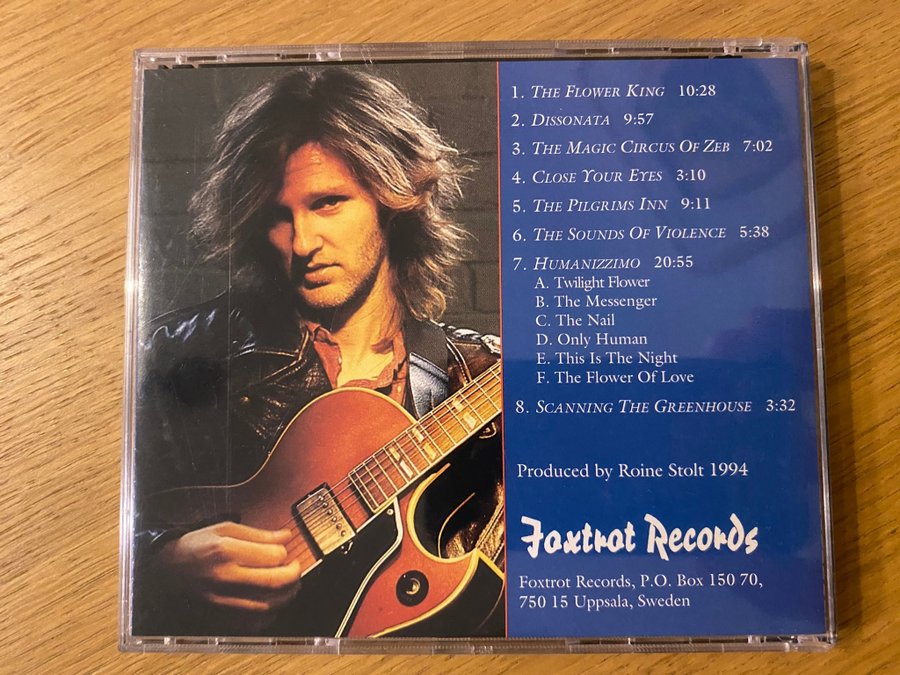 1. The Flower King 10:28
2. Dissonata 9:57
3. The Magic Circus Of Zeb 7:02
4. Close Your Eyes 3:10
5. The Pilgrims Inn 9:11
6. The Sounds Of Violence 5:38
7. Humanizzimo 20:55
A. Twilight Flower
B. The Messenger
C. The Nail
D. Only Human
E. This Is The Night
F. The Flower Of Love
8. Scanning The Greenhouse 3:32
Produced by Roine Stolt 1994
Foxtrot Records
Foxtrot Records, P.O. Box 150 70,
750 15 Uppsala, Sweden